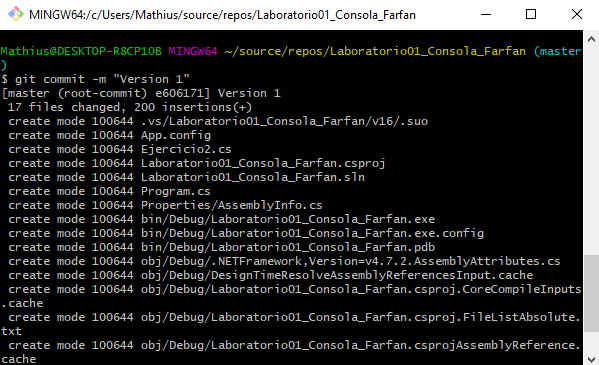 MINGW64:/c/Users/Mathius/source/repos/Laboratorio01_Consola_Farfan
Mathius@DESKTOP-R8CP1OB MINGW64 ~/source/repos/Laboratorio01_Consola_Farfan (master
)
$ git commit -m "Version 1"
[master (root-commit) e606171] Version 1
 17 files changed, 200 insertions(+)
 create mode 100644 .vs/Laboratorio01_Consola_Farfan/v16/.suo
 create mode 100644 App.config
 create mode 100644 Ejercicio2.cs
 create mode 100644 Laboratorio01_Consola_Farfan.csproj
 create mode 100644 Laboratorio01_Consola_Farfan.sln
 create mode 100644 Program.cs
 create mode 100644 Properties/AssemblyInfo.cs
 create mode 100644 bin/Debug/Laboratorio01_Consola_Farfan.exe
 create mode 100644 bin/Debug/Laboratorio01_Consola_Farfan.exe.config
 create mode 100644 bin/Debug/Laboratorio01_Consola_Farfan.pdb
 create mode 100644 obj/Debug/.NETFramework,Version=v4.7.2.AssemblyAttributes.cs
 create mode 100644 obj/Debug/DesignTimeResolveAssemblyReferencesInput.cache
 create mode 100644 obj/Debug/Laboratorio01_Consola_Farfan.csproj.CoreCompileInputs
.cache
 create mode 100644 obj/Debug/Laboratorio01_Consola_Farfan.csproj.FileListAbsolute.
txt
 create mode 100644 obj/Debug/Laboratorio01_Consola_Farfan.csprojAssemblyReference.
cache